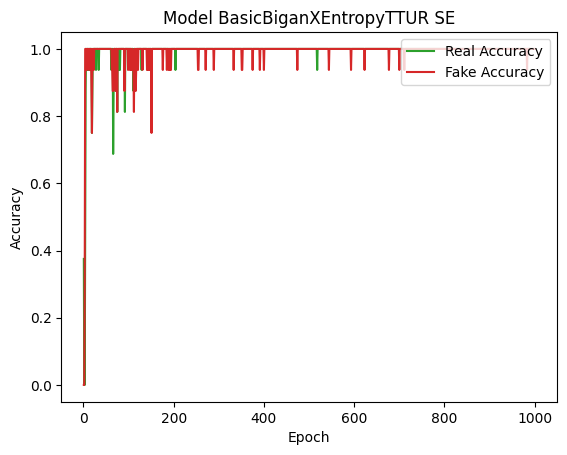 Model BasicBiganXEntropyTTUR SE
Real Accuracy
Fake Accuracy
1.0
0.8
0.6
0.4
0.2
0.0
Accuracy
0
200
400
600
800
1000
Epoch